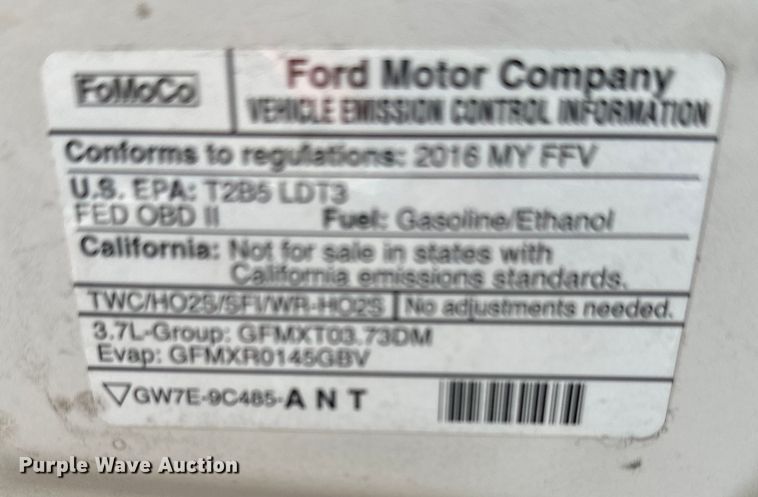 FoMoCo
Ford Motor Company
VEHICLE EMISSION CONTROL INFORMATION
Conforms to regulations: 2016 MY FFV
U.S. EPA: T2B5 LDT3
FED OBD II Fuel: Gasoline/Ethanol
California: Not for sale in states with
California emissions standards.
TWC/HO2S/SFI/WR-HO2S No adjustments needed.
3.7L-Group: GFMXT03.73DM
Evap: GFMXR0145GBV
GW7E-9C485-ANT
Purple Wave Auction